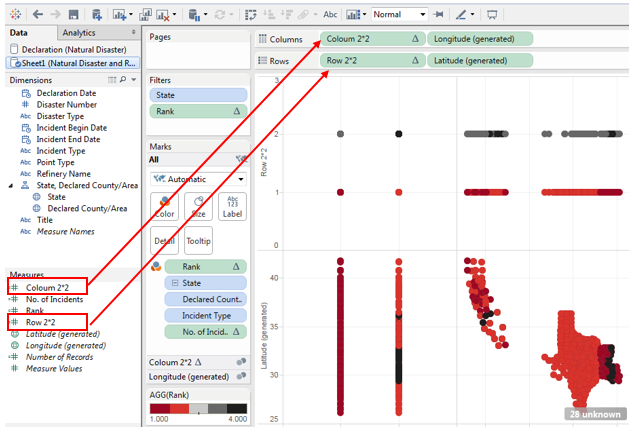 Data
Analytics
Declaration (Natural Disaster)
Sheet1 (Natural Disaster and R...
Dimensions
Declaration Date
Disaster Number
Abc Disaster Type
Incident Begin Date
Incident End Date
Abc Incident Type
Abc Point Type
Abc Refinery Name
State, Declared County/Area
State
Declared County/Area
Abc Title
Abc Measure Names
Measures
Coloum 2*2
No. of Incidents
Rank
Row 2*2
Latitude (generated)
Longitude (generated)
Number of Records
Measure Values
Abc
Normal
Pages
Filters
State
Rank Δ
Marks
All
Automatic
Color
Size
Abc
123
Label
Detail
Tooltip
Rank Δ
State
Declared Count..
Incident Type
No. of Incid.. Δ
Coloum 2*2 Δ
Longitude (generated)
AGG(Rank)
1.000
4.000
Columns
Coloum 2*2 Δ
Longitude (generated)
Rows
Row 2*2 Δ
Latitude (generated)
3
2
1
0
Row 2*2
40
35
30
25
Latitude (generated)
28 unknown